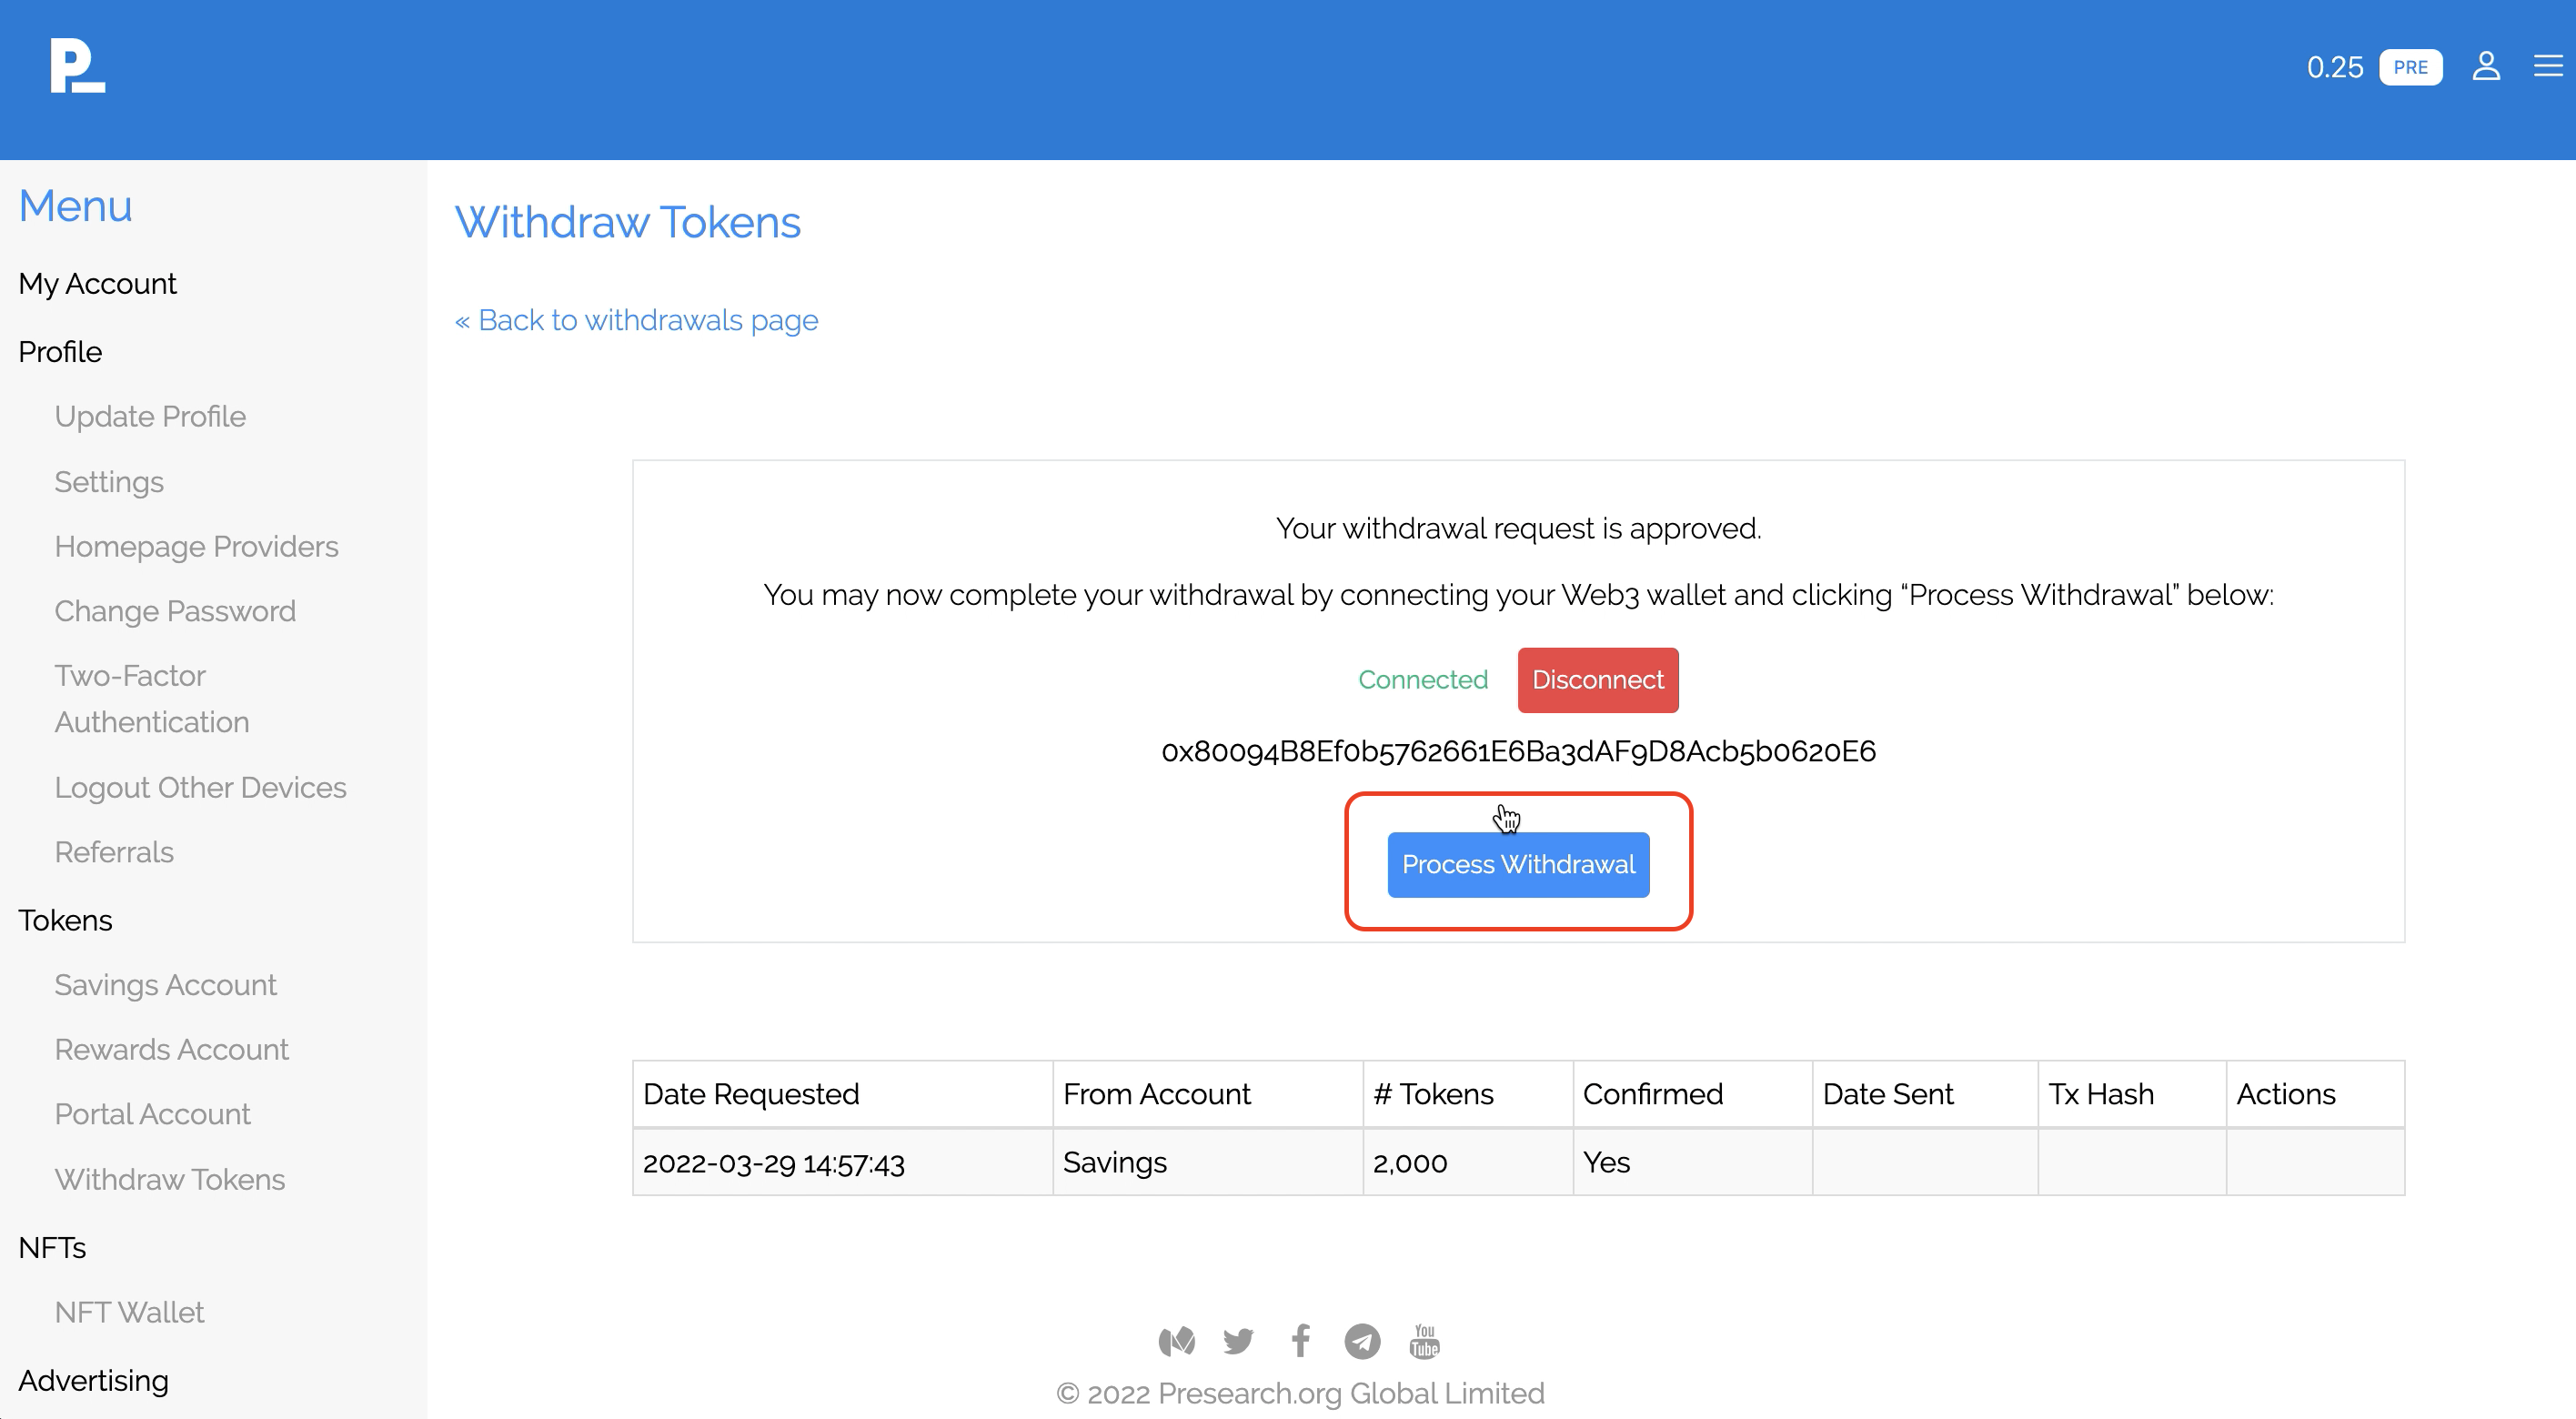 P_
0.25 PRE
Menu
My Account
Profile
Update Profile
Settings
Homepage Providers
Change Password
Two-Factor
Authentication
Logout Other Devices
Referrals
Tokens
Savings Account
Rewards Account
Portal Account
Withdraw Tokens
NFTs
NFT Wallet
Advertising
Withdraw Tokens
« Back to withdrawals page
Your withdrawal request is approved.
You may now complete your withdrawal by connecting your Web3 wallet and clicking “Process Withdrawal” below:
Connected Disconnect
0x80094B8Ef0b5762661E6Ba3dAF9D8Acb5b0620E6
Process Withdrawal
Date Requested From Account # Tokens Confirmed Date Sent Tx Hash Actions
2022-03-29 14:57:43 Savings 2,000 Yes
You
Tube
© 2022 Presearch.org Global Limited